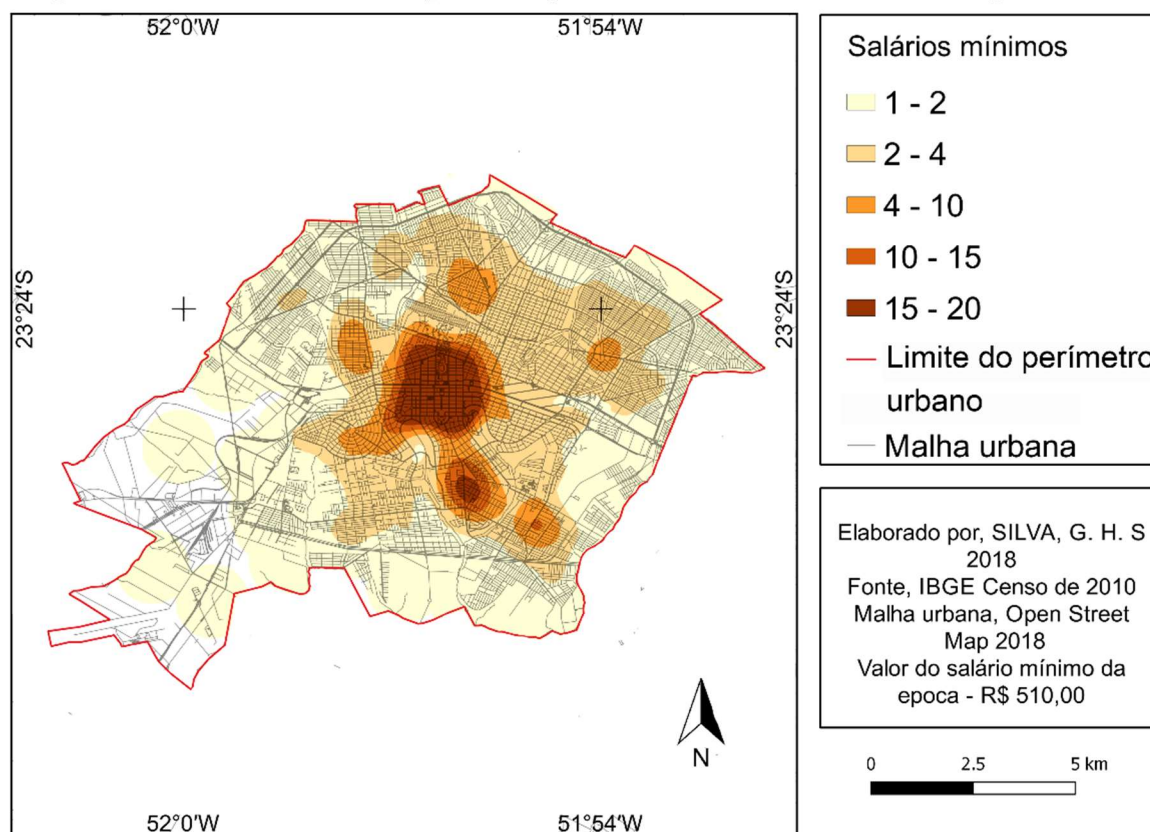 52°0′W 51°54′W
23°24′S 23°24′S
52°0′W 51°54′W
N
Salários mínimos
1 - 2
2 - 4
4 - 10
10 - 15
15 - 20
Limite do perímetro
urbano
Malha urbana
Elaborado por, SILVA, G. H. S
2018
Fonte, IBGE Censo de 2010
Malha urbana, Open Street
Map 2018
Valor do salário mínimo da
epoca - R$ 510,00
0 2.5 5 km